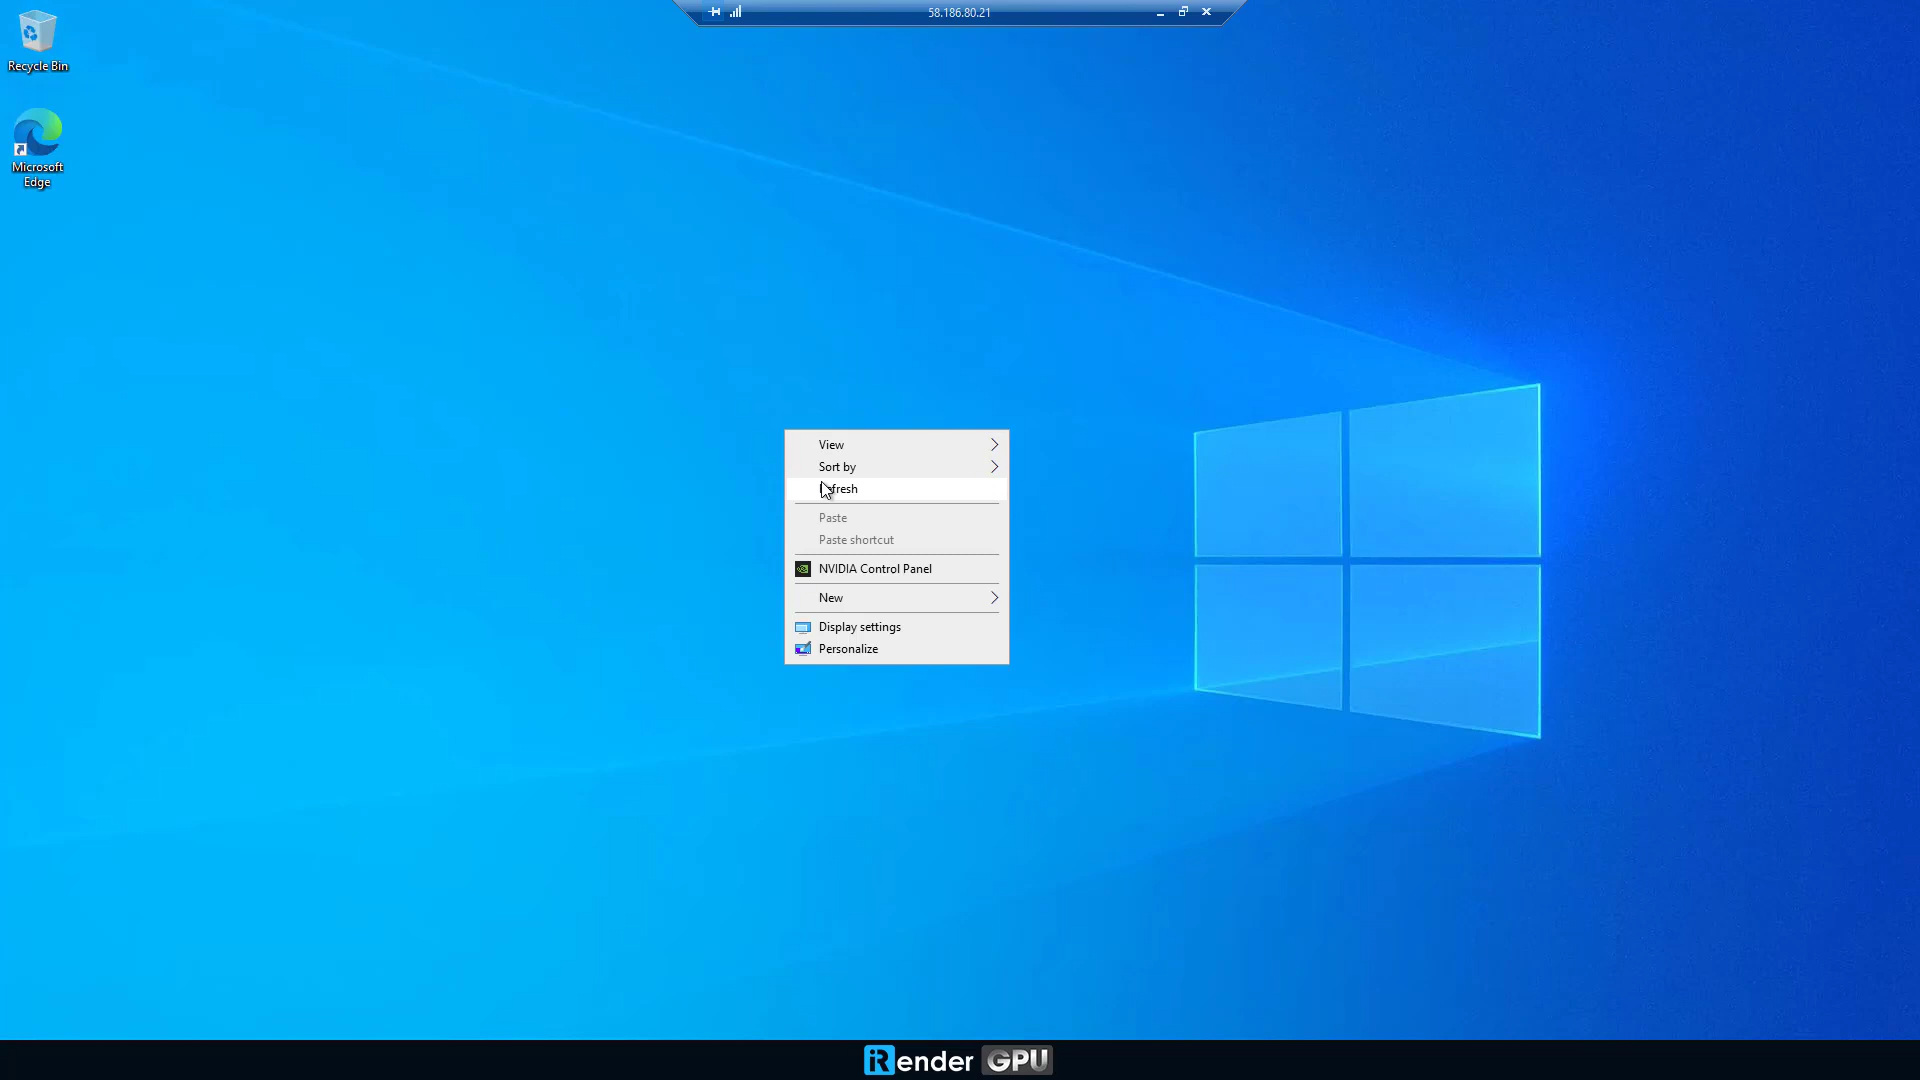 58.186.80.21
Recycle Bin
Microsoft
Edge
View
Sort by
fresh
Paste
Paste shortcut
NVIDIA Control Panel
New
Display settings
Personalize
iRender GPU